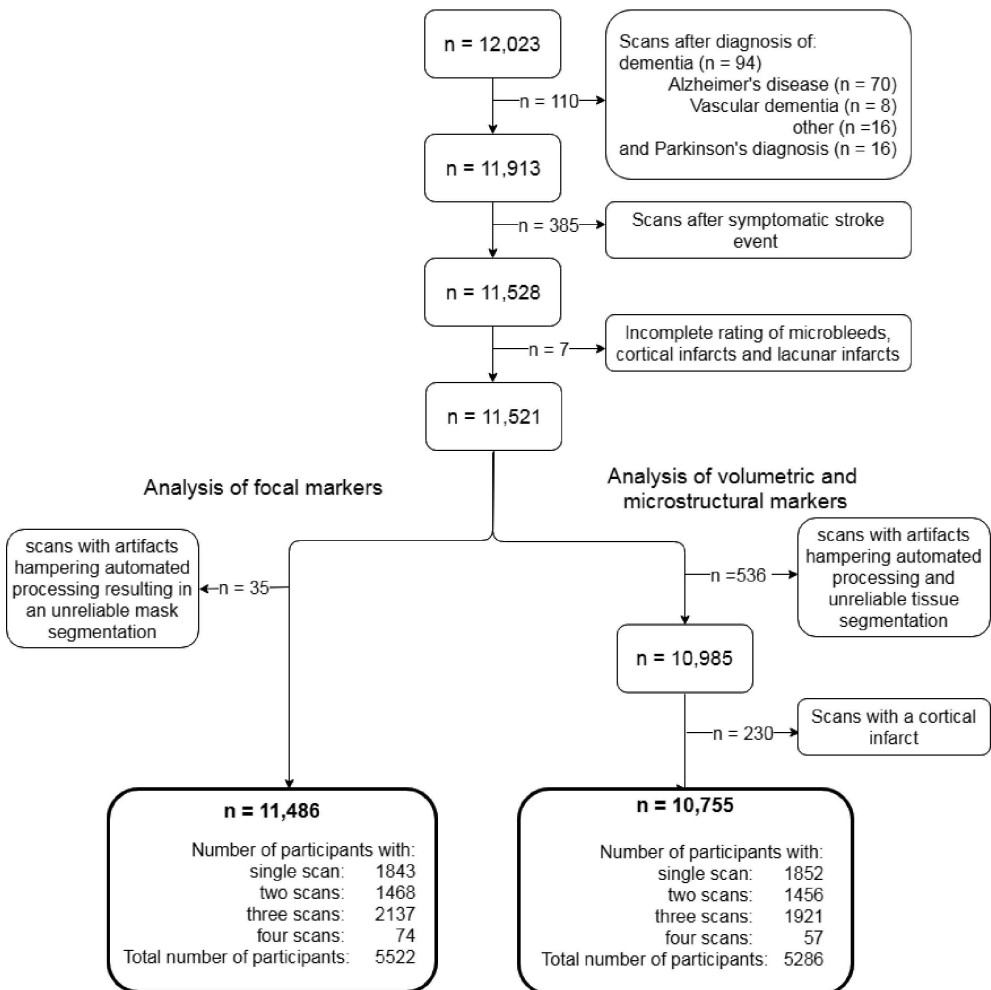 n = 12,023
Scans after diagnosis of:
dementia (n = 94)
Alzheimer's disease (n = 70)
Vascular dementia (n = 8)
other (n =16)
and Parkinson's diagnosis (n = 16)
n = 110
n = 11,913
n = 385
Scans after symptomatic stroke
event
n = 11,528
n = 7
Incomplete rating of microbleeds,
cortical infarcts and lacunar infarcts
n = 11,521
Analysis of focal markers
Analysis of volumetric and
microstructural markers
scans with artifacts
hampering automated
processing resulting in
an unreliable mask
segmentation
n = 35
n =536
scans with artifacts
hampering automated
processing and
unreliable tissue
segmentation
n = 10,985
n = 230
Scans with a cortical
infarct
n = 11,486
Number of participants with:
single scan: 1843
two scans: 1468
three scans: 2137
four scans: 74
Total number of participants: 5522
n = 10,755
Number of participants with:
single scan: 1852
two scans: 1456
three scans: 1921
four scans: 57
Total number of participants: 5286